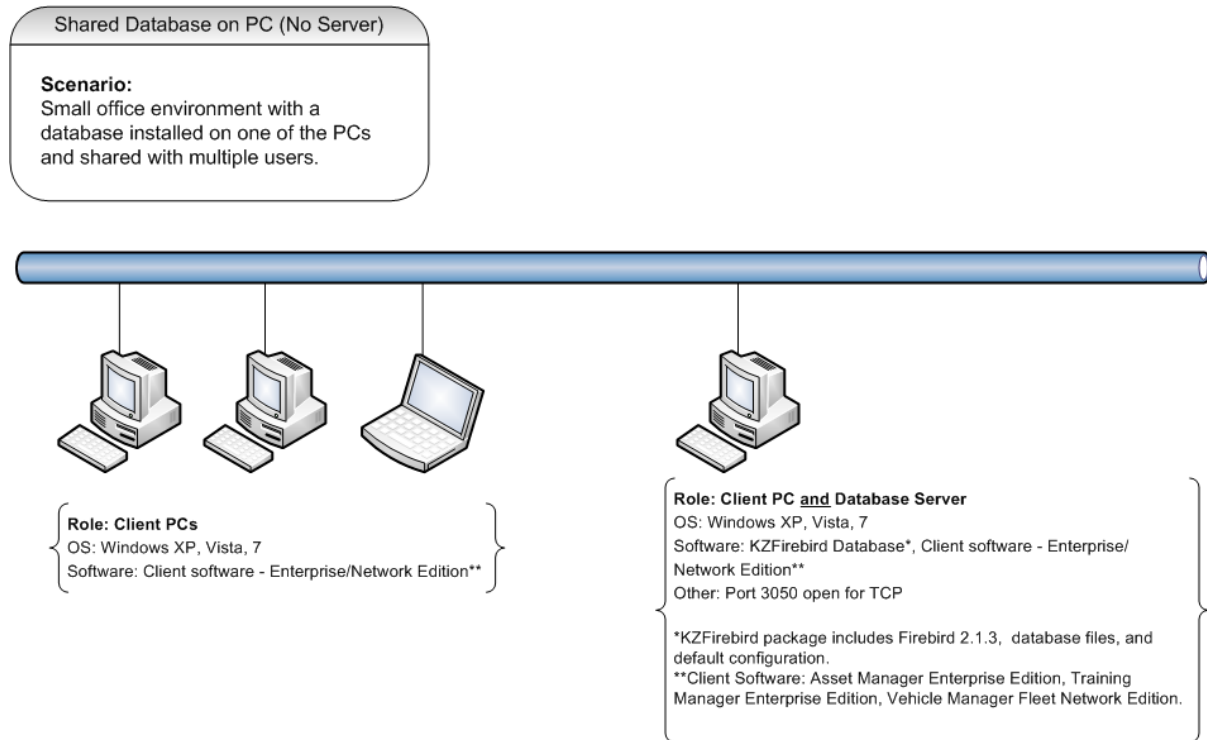 Shared Database on PC (No Server)
Scenario:
Small office environment with a
database installed on one of the PCs
and shared with multiple users.
Role: Client PCs
OS: Windows XP, Vista, 7
Software: Client software - Enterprise/Network Edition**
Role: Client PC and Database Server
OS: Windows XP, Vista, 7
Software: KZFirebird Database*, Client software - Enterprise/
Network Edition**
Other: Port 3050 open for TCP
*KZFirebird package includes Firebird 2.1.3, database files, and
default configuration.
**Client Software: Asset Manager Enterprise Edition, Training
Manager Enterprise Edition, Vehicle Manager Fleet Network Edition.